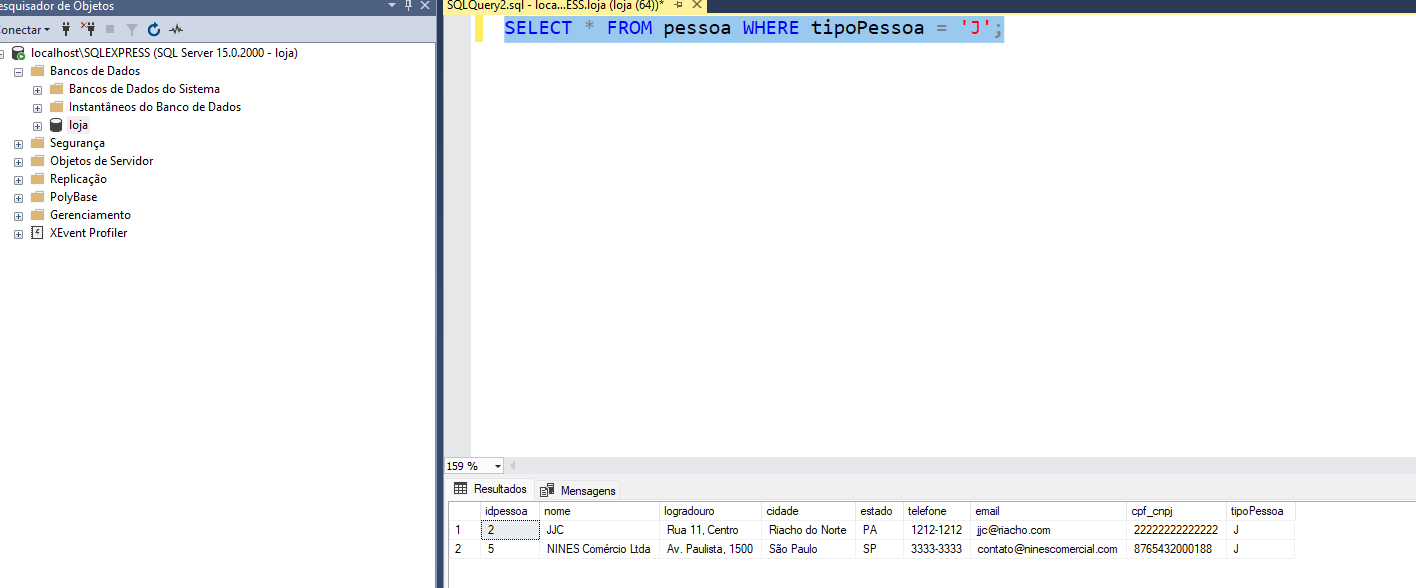 esquisador de Objetos
onectar
localhost\SQLEXPRESS (SQL Server 15.0.2000 - loja)
Bancos de Dados
Bancos de Dados do Sistema
Instantâneos do Banco de Dados
loja
Segurança
Objetos de Servidor
Replicação
PolyBase
Gerenciamento
XEvent Profiler
SQLQuery2.sql - loca...ESS.loja (loja (64))*
SELECT * FROM pessoa WHERE tipoPessoa = 'J';
159 %
Resultados Mensagens
idpessoa nome logradouro cidade estado telefone email cpf_cnpj tipoPessoa
1 2 JJC Rua 11, Centro Riacho do Norte PA 1212-1212 jjc@riacho.com 22222222222222 J
2 5 NINES Comércio Ltda Av. Paulista, 1500 São Paulo SP 3333-3333 contato@ninescomercial.com 8765432000188 J